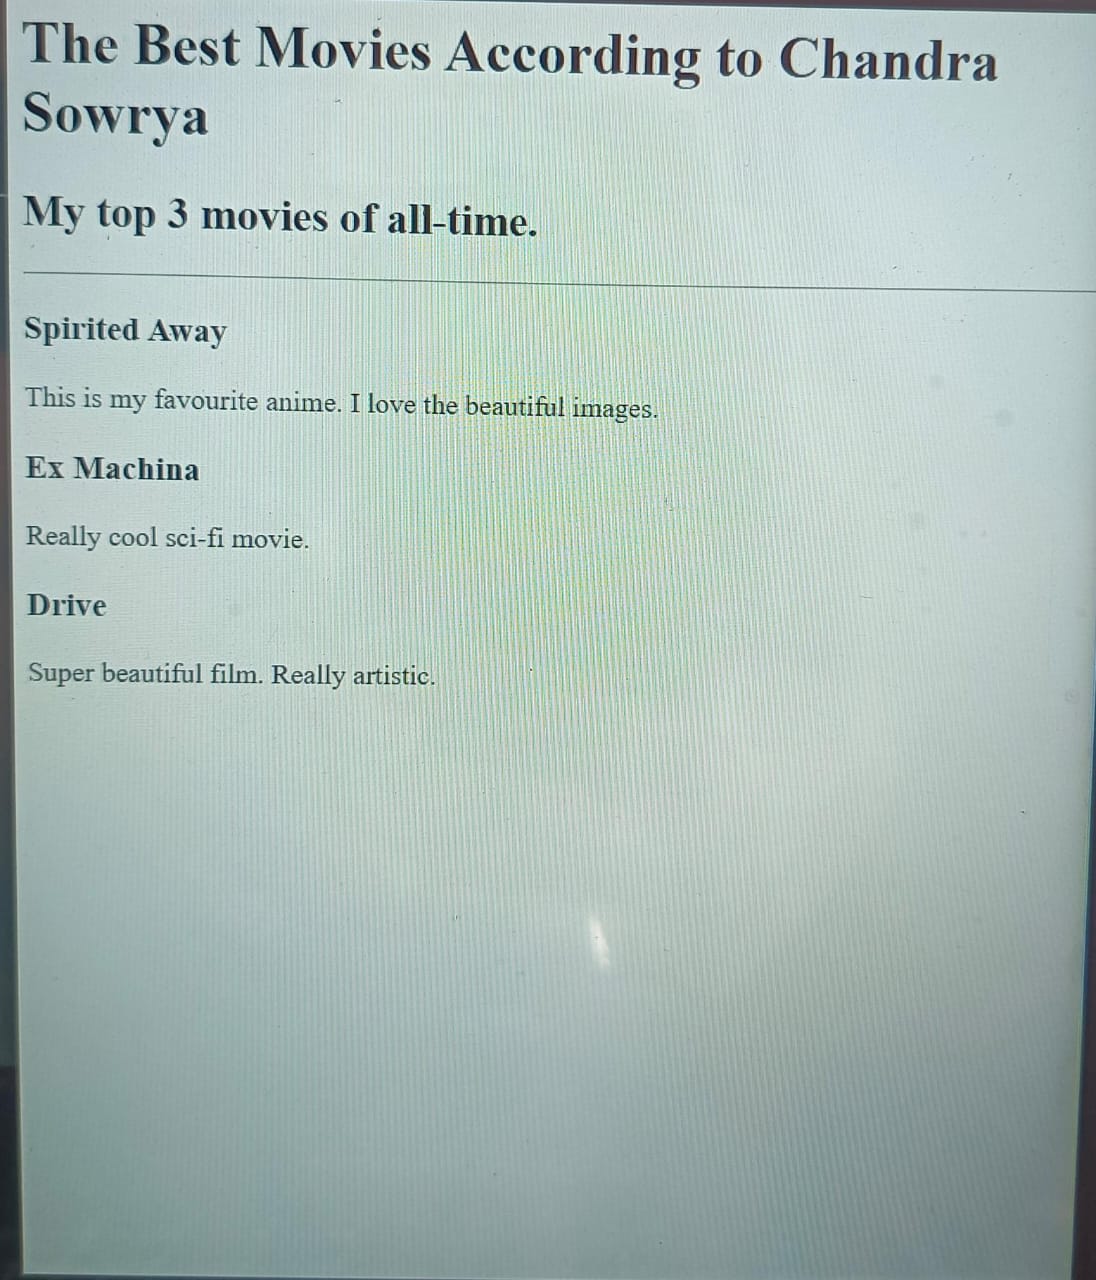 The Best Movies According to Chandra
Sowrya
My top 3 movies of all-time.
Spirited Away
This is my favourite anime. I love the beautiful images.
Ex Machina
Really cool sci-fi movie.
Drive
Super beautiful film. Really artistic.